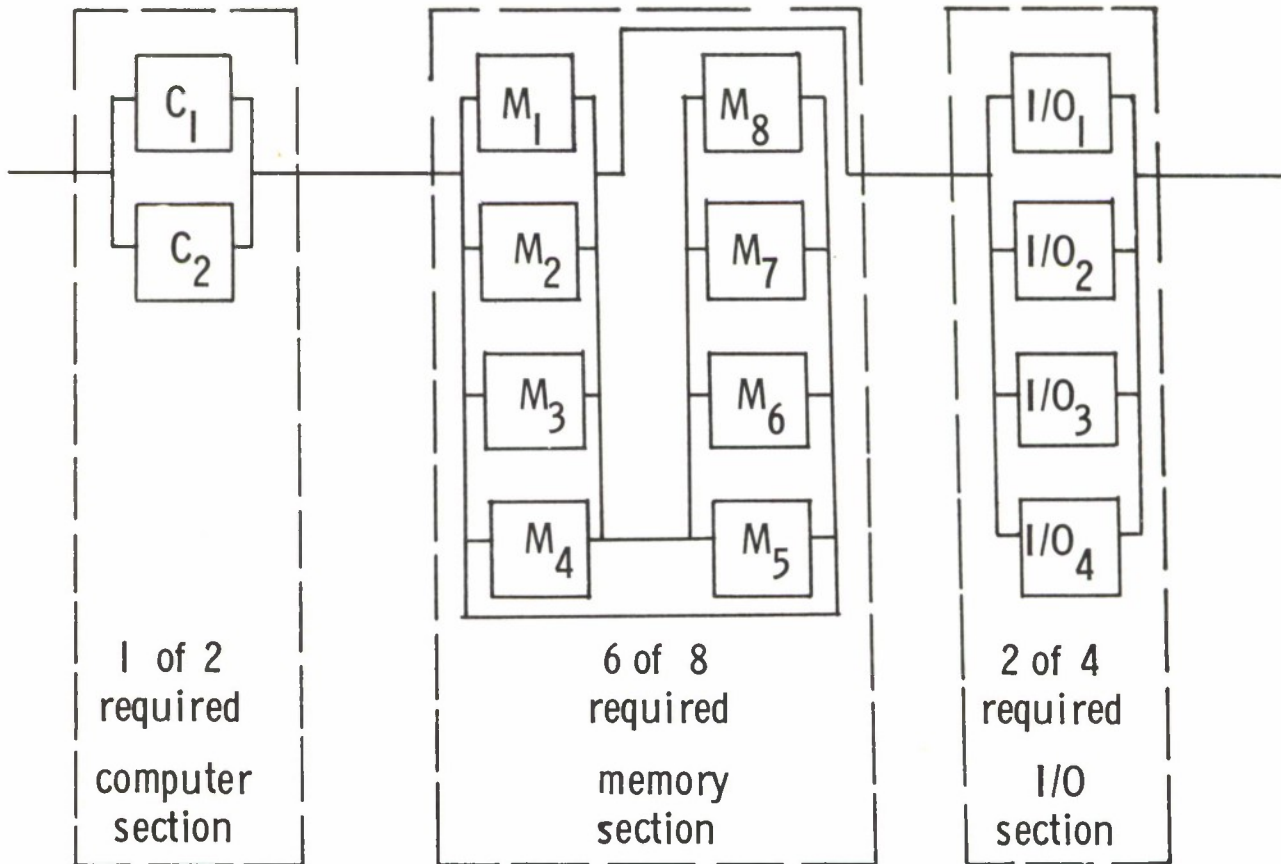 C1
C2
M1
M2
M3
M4
M8
M7
M6
M5
I/O1
I/O2
I/O3
I/O4
1 of 2
required
computer
section
6 of 8
required
memory
section
2 of 4
required
I/O
section